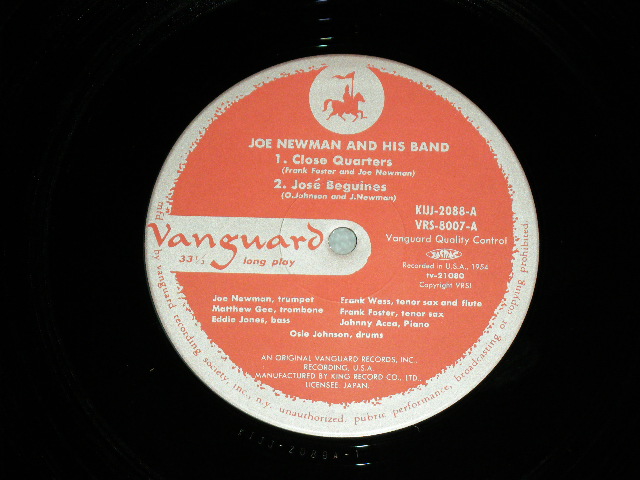 JOE NEWMAN AND HIS BAND
1. Close Quarters
(Frank Foster and Joe Newman)
2. José Beguines
(O.Johnson and J.Newman)
KUJ-2088-A
VRS-8007-A
Vanguard
33⅓ long play
Vanguard Quality Control
Recorded in U.S.A., 1954
tv-21080
Copyright VRSI
Joe Newman, trumpet Frank Wess, tenor sax and flute
Matthew Gee, trombone Frank Foster, tenor sax
Eddie Jones, bass Johnny Acea, Piano
Osie Johnson, drums
AN ORIGINAL VANGUARD RECORDS, INC.,
RECORDING, U.S.A.
MANUFACTURED BY KING RECORD CO., LTD.,
LICENSEE JAPAN.
mfd. by vanguard recording society, inc., n.y. unauthorized, public performance, broadcasting or copying prohibited